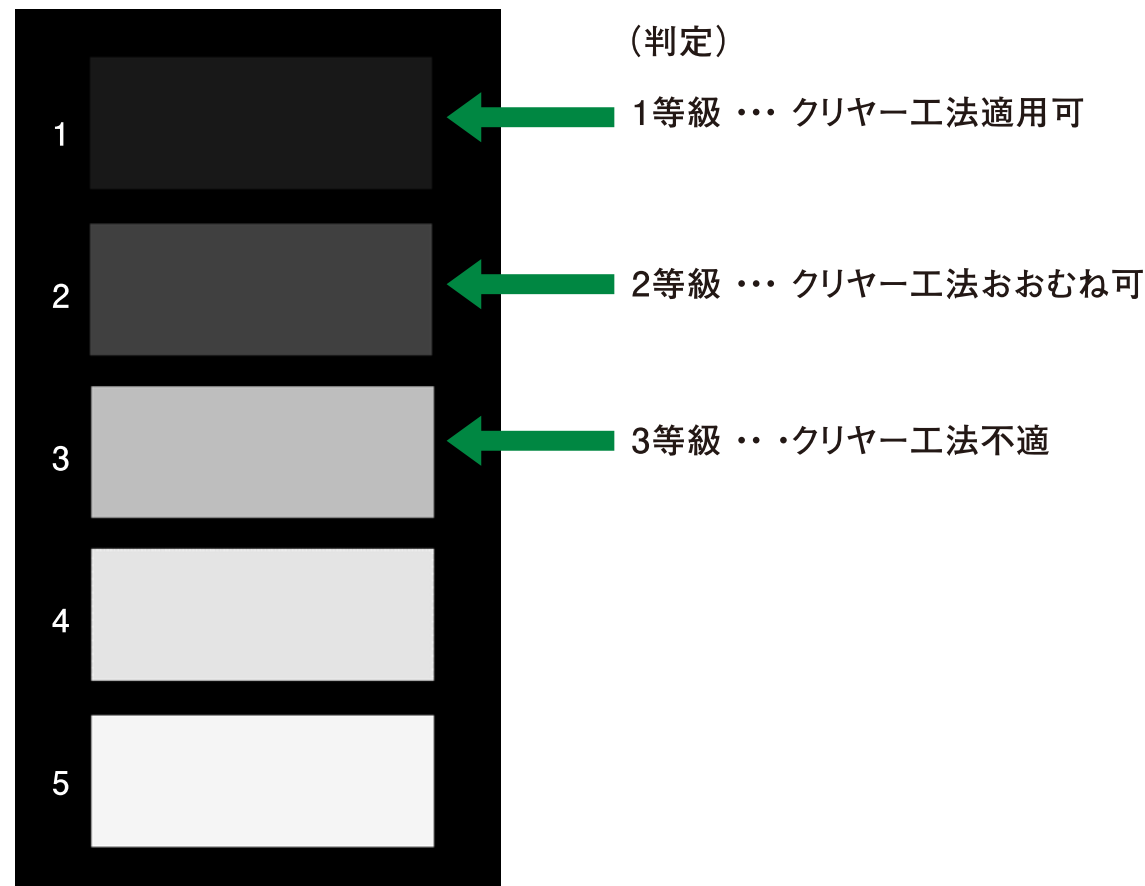 (判定)
1
1等級 ・・・ クリヤー工法適用可
2
2等級 ・・・ クリヤー工法おおむね可
3
3等級 ・・・クリヤー工法不適
4
5